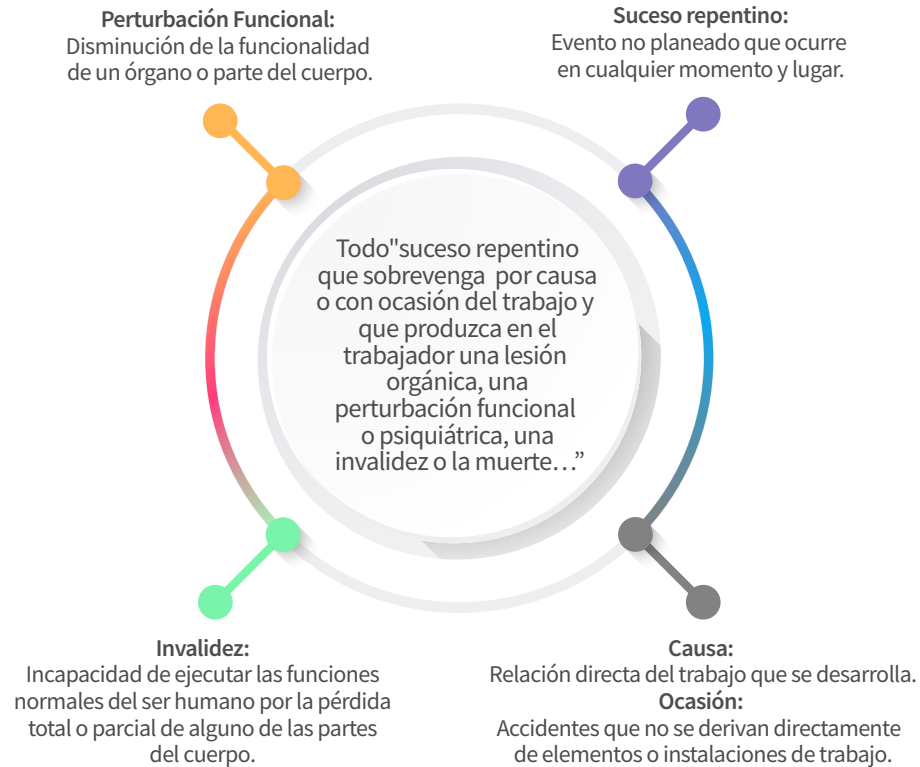 Perturbación Funcional:
Disminución de la funcionalidad
de un órgano o parte del cuerpo.
Suceso repentino:
Evento no planeado que ocurre
en cualquier momento y lugar.
Todo"suceso repentino
que sobrevenga por causa
o con ocasión del trabajo y
que produzca en el
trabajador una lesión
orgánica, una
perturbación funcional
o psiquiátrica, una
invalidez o la muerte…”
Invalidez:
Incapacidad de ejecutar las funciones
normales del ser humano por la pérdida
total o parcial de alguno de las partes
del cuerpo.
Causa:
Relación directa del trabajo que se desarrolla.
Ocasión:
Accidentes que no se derivan directamente
de elementos o instalaciones de trabajo.